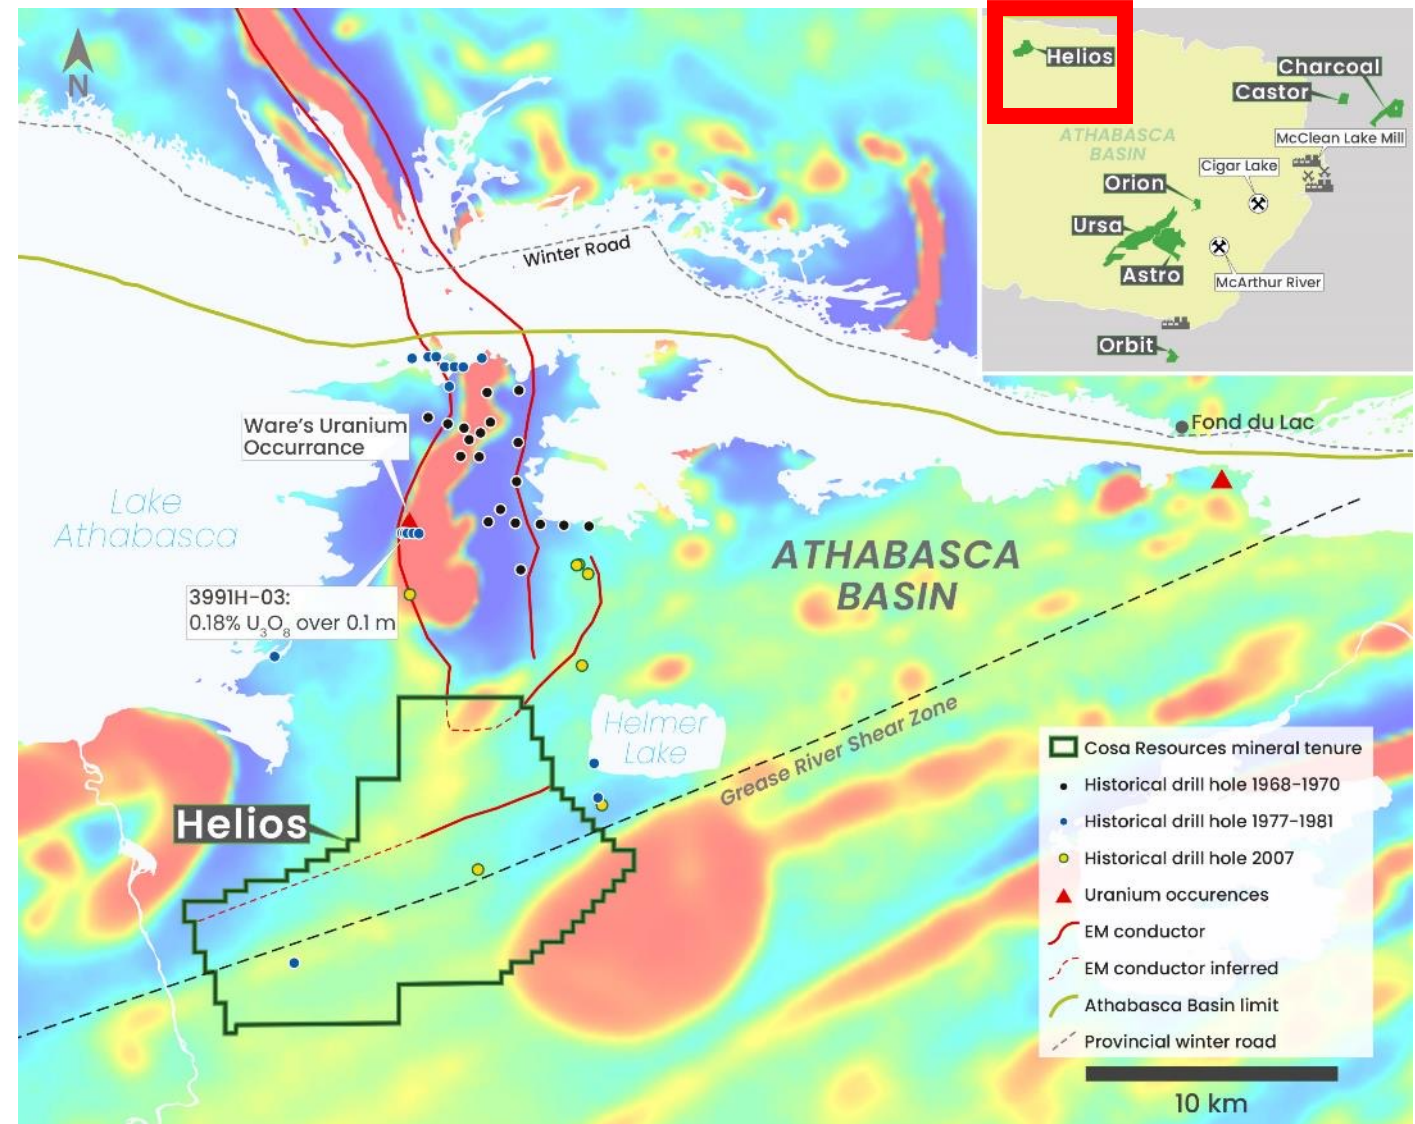 N
Winter Road
Ware's Uranium
Occurrance
Lake
Athabasca
3991H-03:
0.18% U₃O₈ over 0.1 m
ATHABASCA
BASIN
Fond du Lac
Helmer
Lake
Grease River Shear Zone
Helios
Helios
Charcoal
Castor
McClean Lake Mill
ATHABASCA
BASIN
Cigar Lake
Orion
Ursa
Astro
McArthur River
Orbit
Cosa Resources mineral tenure
Historical drill hole 1968-1970
Historical drill hole 1977-1981
Historical drill hole 2007
Uranium occurences
EM conductor
EM conductor inferred
Athabasca Basin limit
Provincial winter road
10 km